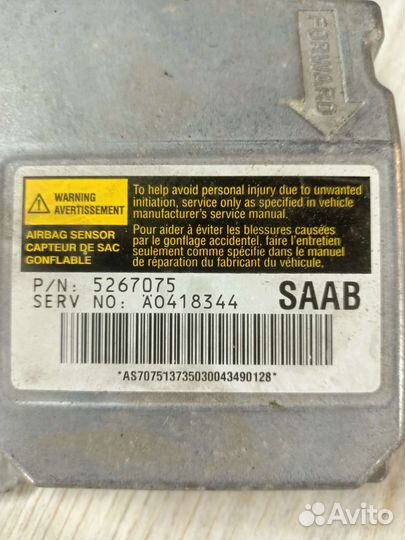 FORWARD
WARNING
AVERTISSEMENT
AIRBAG SENSOR
CAPTEUR DE SAC
GONFLABLE
To help avoid personal injury due to unwanted
initiation, service only as specified in vehicle
manufacturer's service manual.
Pour aider à éviter les blessures causées
par le gonflage accidentel, faire l'entretien
seulement comme spécifié dans le manuel
de réparation du fabricant du véhicule.
P/N: 5267075
SERV NO: A0418344
SAAB
*AS707513735030043490128*
Avito